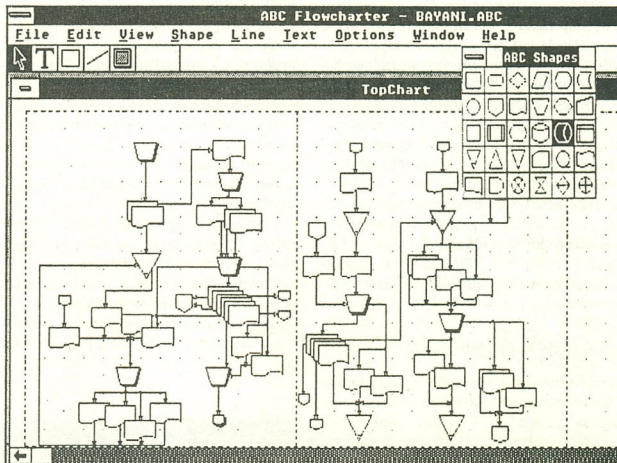 ABC Flowcharter - BAYANI.ABC
File Edit View Shape Line Text Options Window Help
T
ABC Shapes
TopChart